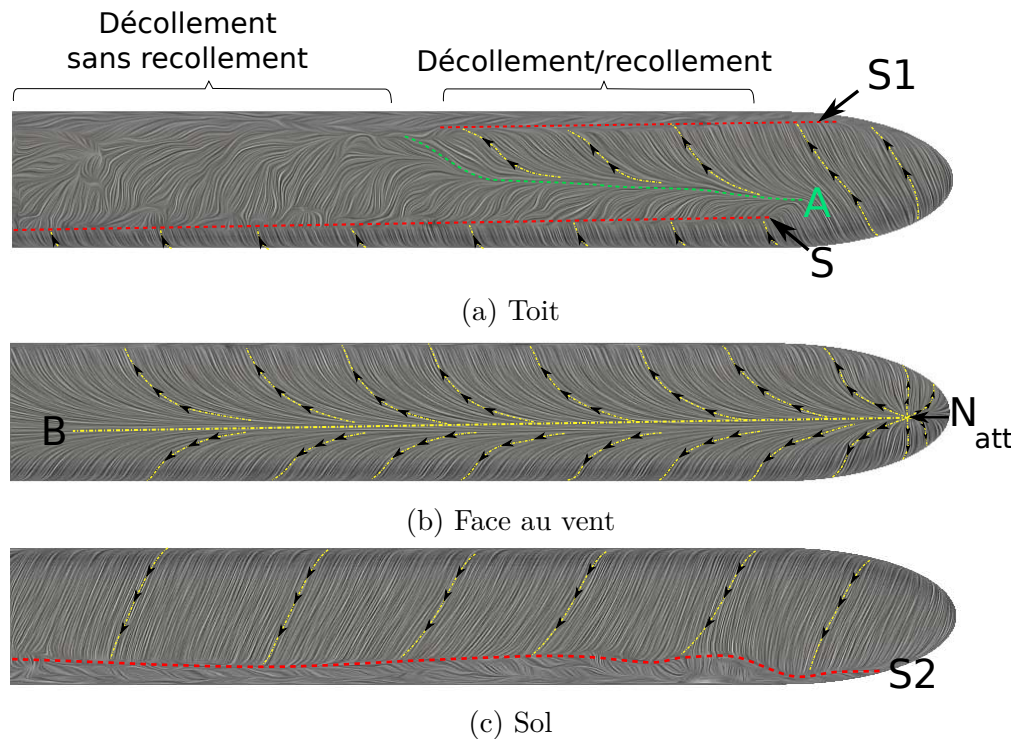 Décollement
sans recollement
Décollement/recollement
S1
A
S
(a) Toit
B
N
att
(b) Face au vent
S2
(c) Sol